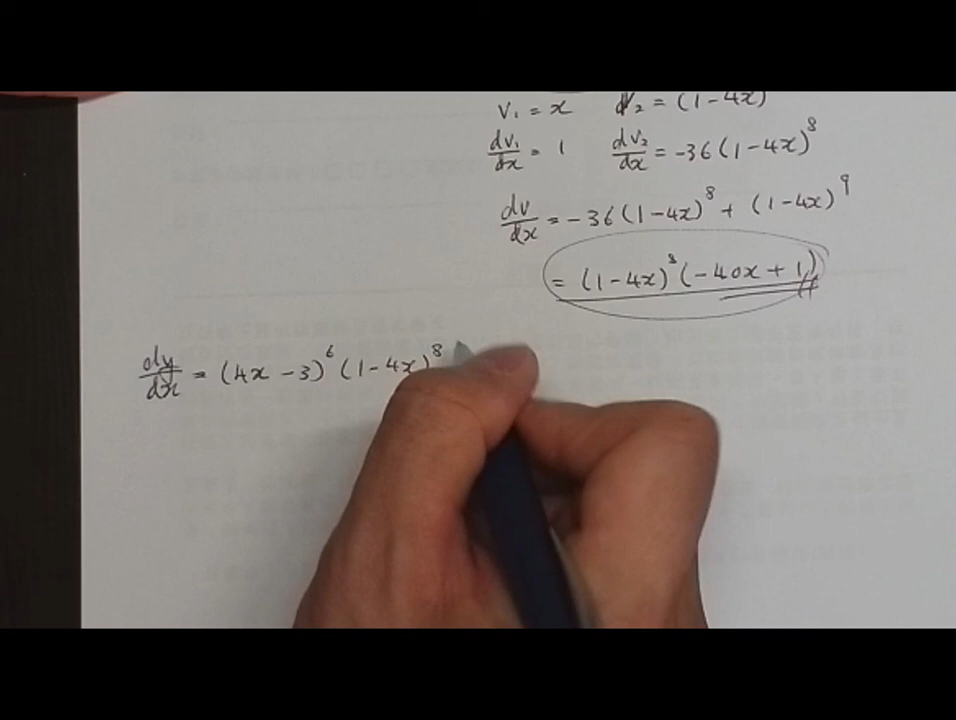 V₁ = x    V₂ = (1 - 4x)
dv₁/dx = 1    dv₂/dx = -36(1 - 4x)⁸
dv/dx = -36(1 - 4x)⁸ + (1 - 4x)⁹
= (1 - 4x)⁸(-40x + 1)
dy/dx = (4x - 3)⁶(1 - 4x)⁸